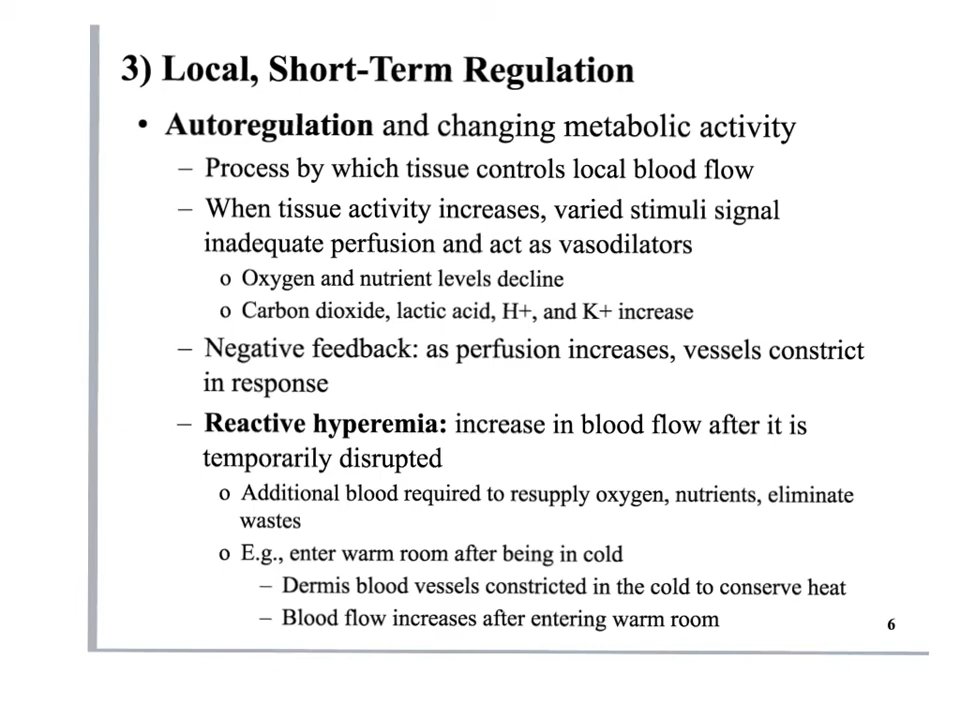 3) Local, Short-Term Regulation
• Autoregulation and changing metabolic activity
– Process by which tissue controls local blood flow
– When tissue activity increases, varied stimuli signal
inadequate perfusion and act as vasodilators
o Oxygen and nutrient levels decline
o Carbon dioxide, lactic acid, H+, and K+ increase
– Negative feedback: as perfusion increases, vessels constrict
in response
– Reactive hyperemia: increase in blood flow after it is
temporarily disrupted
o Additional blood required to resupply oxygen, nutrients, eliminate
wastes
o E.g., enter warm room after being in cold
– Dermis blood vessels constricted in the cold to conserve heat
– Blood flow increases after entering warm room
6